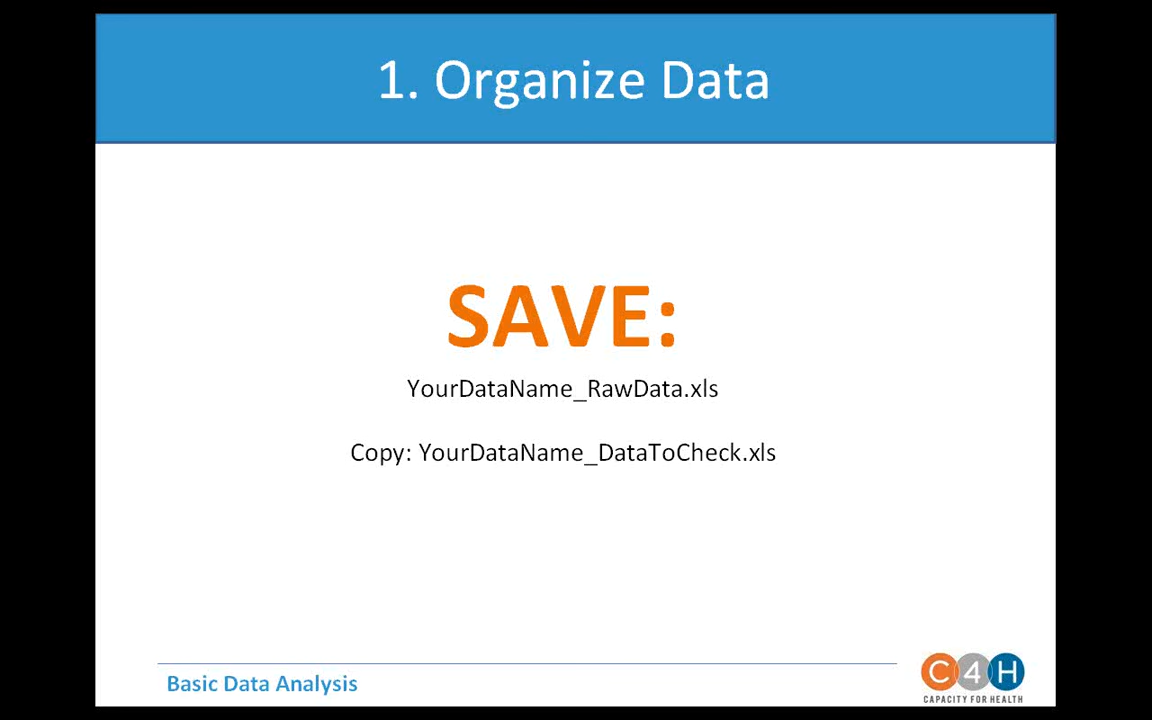 1. Organize Data
SAVE:
YourDataName_RawData.xls
Copy: YourDataName_DataToCheck.xls
Basic Data Analysis
C4H
CAPACITY FOR HEALTH